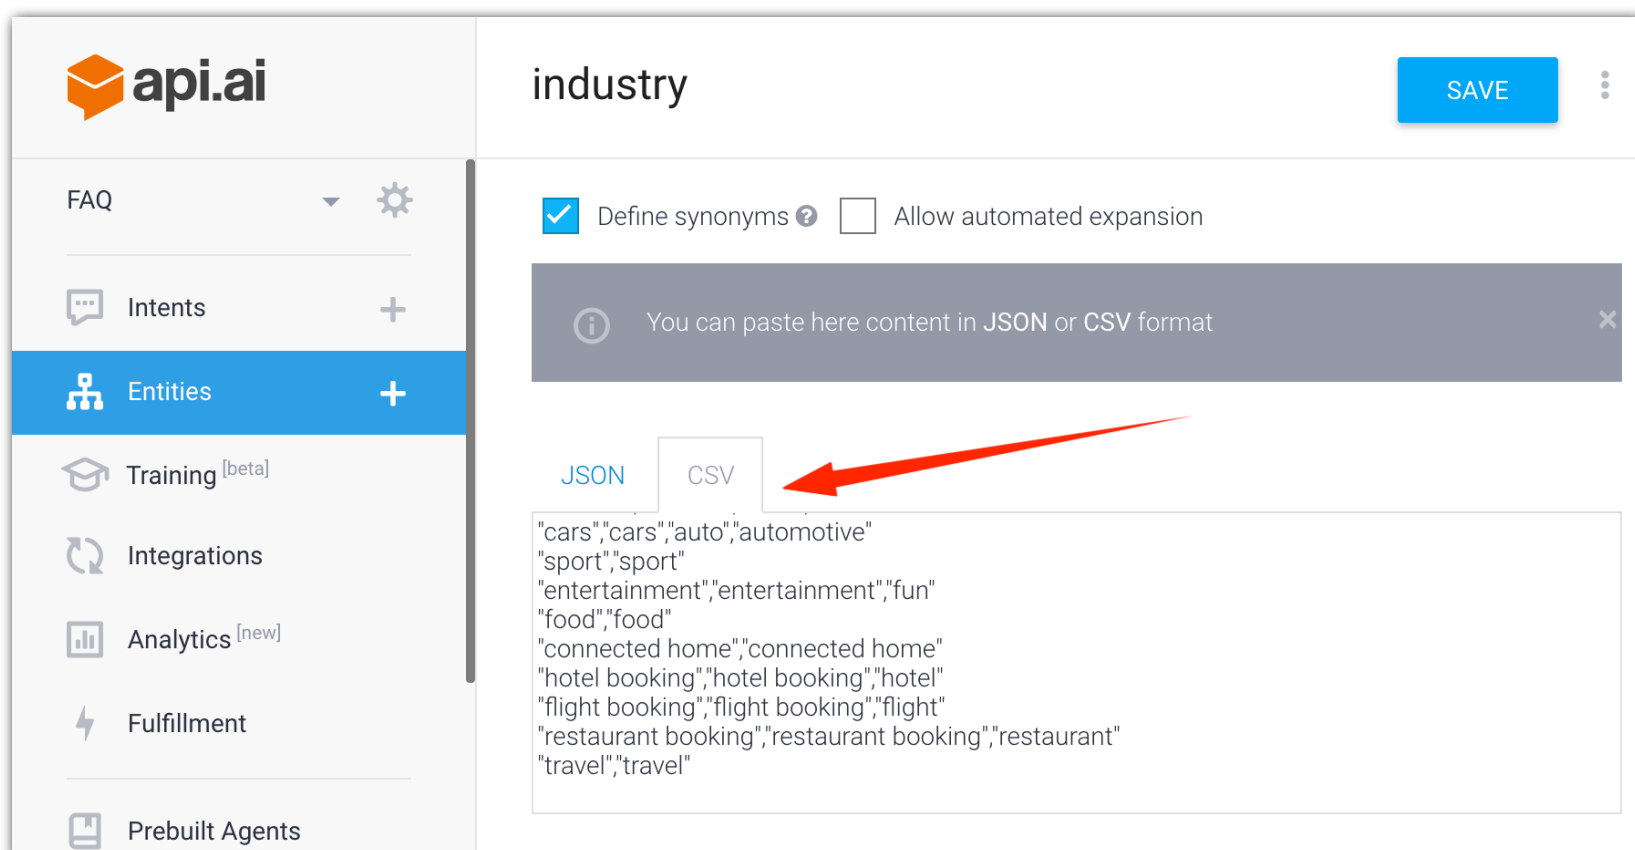 api.ai
industry
SAVE
FAQ
Define synonyms ?
Allow automated expansion
Intents
You can paste here content in JSON or CSV format
Entities
Training [beta]
JSON
CSV
Integrations
Analytics [new]
Fulfillment
Prebuilt Agents
"cars","cars","auto","automotive"
"sport","sport"
"entertainment","entertainment","fun"
"food","food"
"connected home","connected home"
"hotel booking","hotel booking","hotel"
"flight booking","flight booking","flight"
"restaurant booking","restaurant booking","restaurant"
"travel","travel"